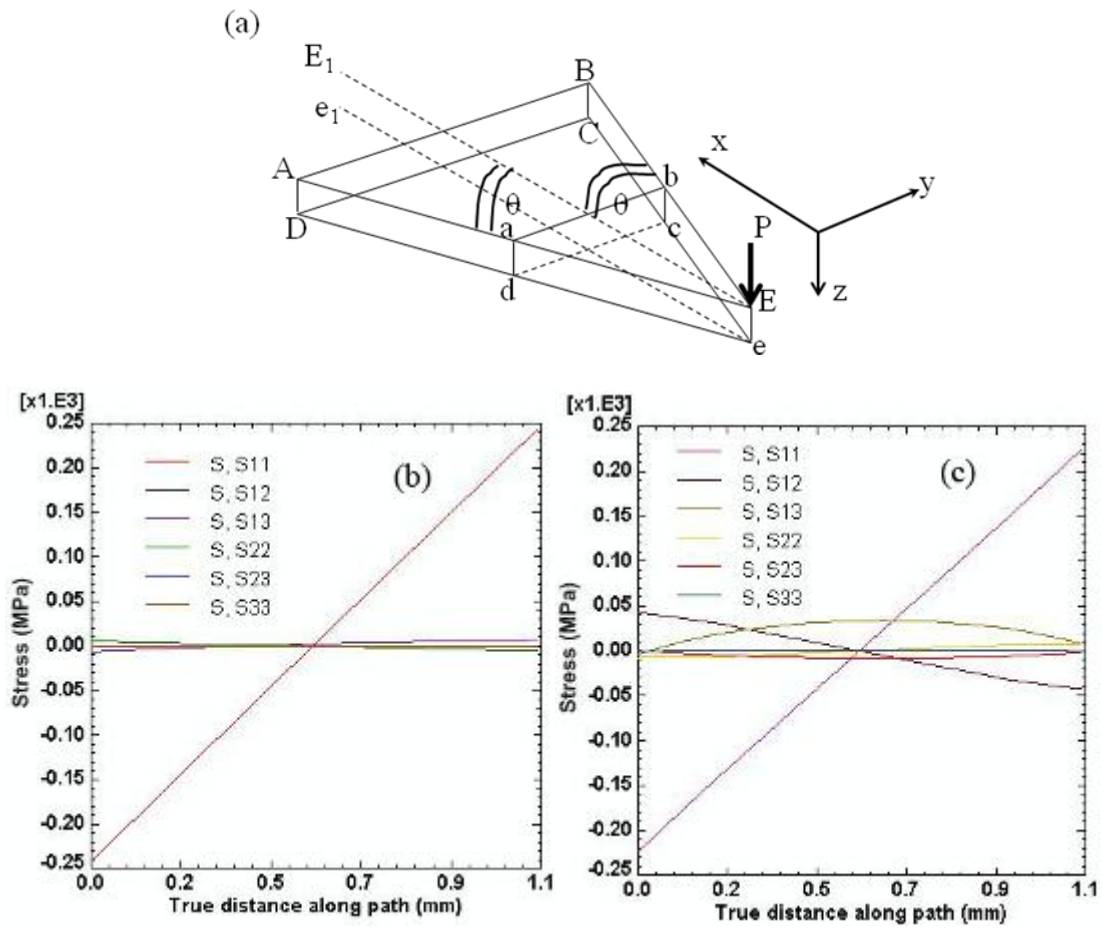 (a)
E1
e1
B
C
A
D
θ
θ
a
b
c
d
x
y
z
P
E
e
[x1.E3]
(b)
S, S11
S, S12
S, S13
S, S22
S, S23
S, S33
0.25
0.20
0.15
0.10
0.05
0.00
-0.05
-0.10
-0.15
-0.20
-0.25
Stress (MPa)
0.0 0.2 0.5 0.7 0.9 1.1
True distance along path (mm)
[x1.E3]
(c)
S, S11
S, S12
S, S13
S, S22
S, S23
S, S33
0.25
0.20
0.15
0.10
0.05
0.00
-0.05
-0.10
-0.15
-0.20
-0.25
Stress (MPa)
0.0 0.2 0.5 0.7 0.9 1.1
True distance along path (mm)